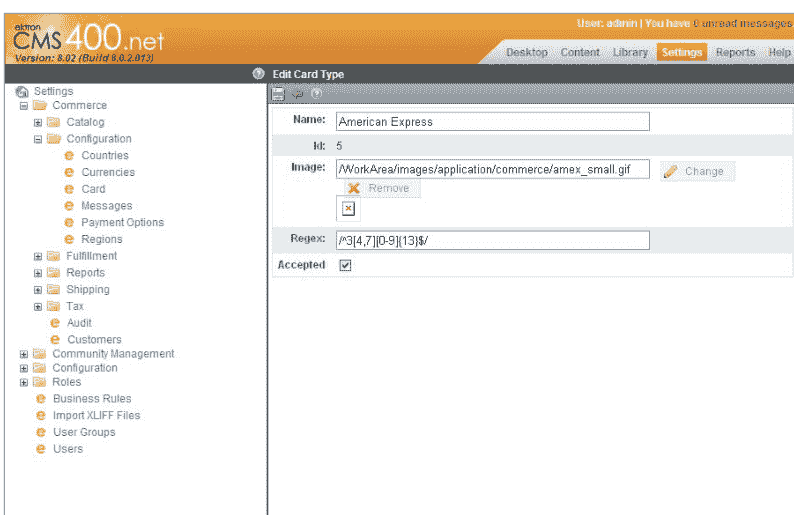 User: admin | You have 0 unread messages
ektron
CMS400.net
Version: 8.02 (Build 8.0.2.013)
Desktop Content Library Settings Reports Help
Edit Card Type
Settings
Commerce
Catalog
Configuration
Countries
Currencies
Card
Messages
Payment Options
Regions
Fulfillment
Reports
Shipping
Tax
Audit
Customers
Community Management
Configuration
Roles
Business Rules
Import XLIFF Files
User Groups
Users
Name: American Express
Id: 5
Image: /WorkArea/images/application/commerce/amex_small.gif Change
Remove
Regex: /^3[4,7][0-9]{13}$/
Accepted